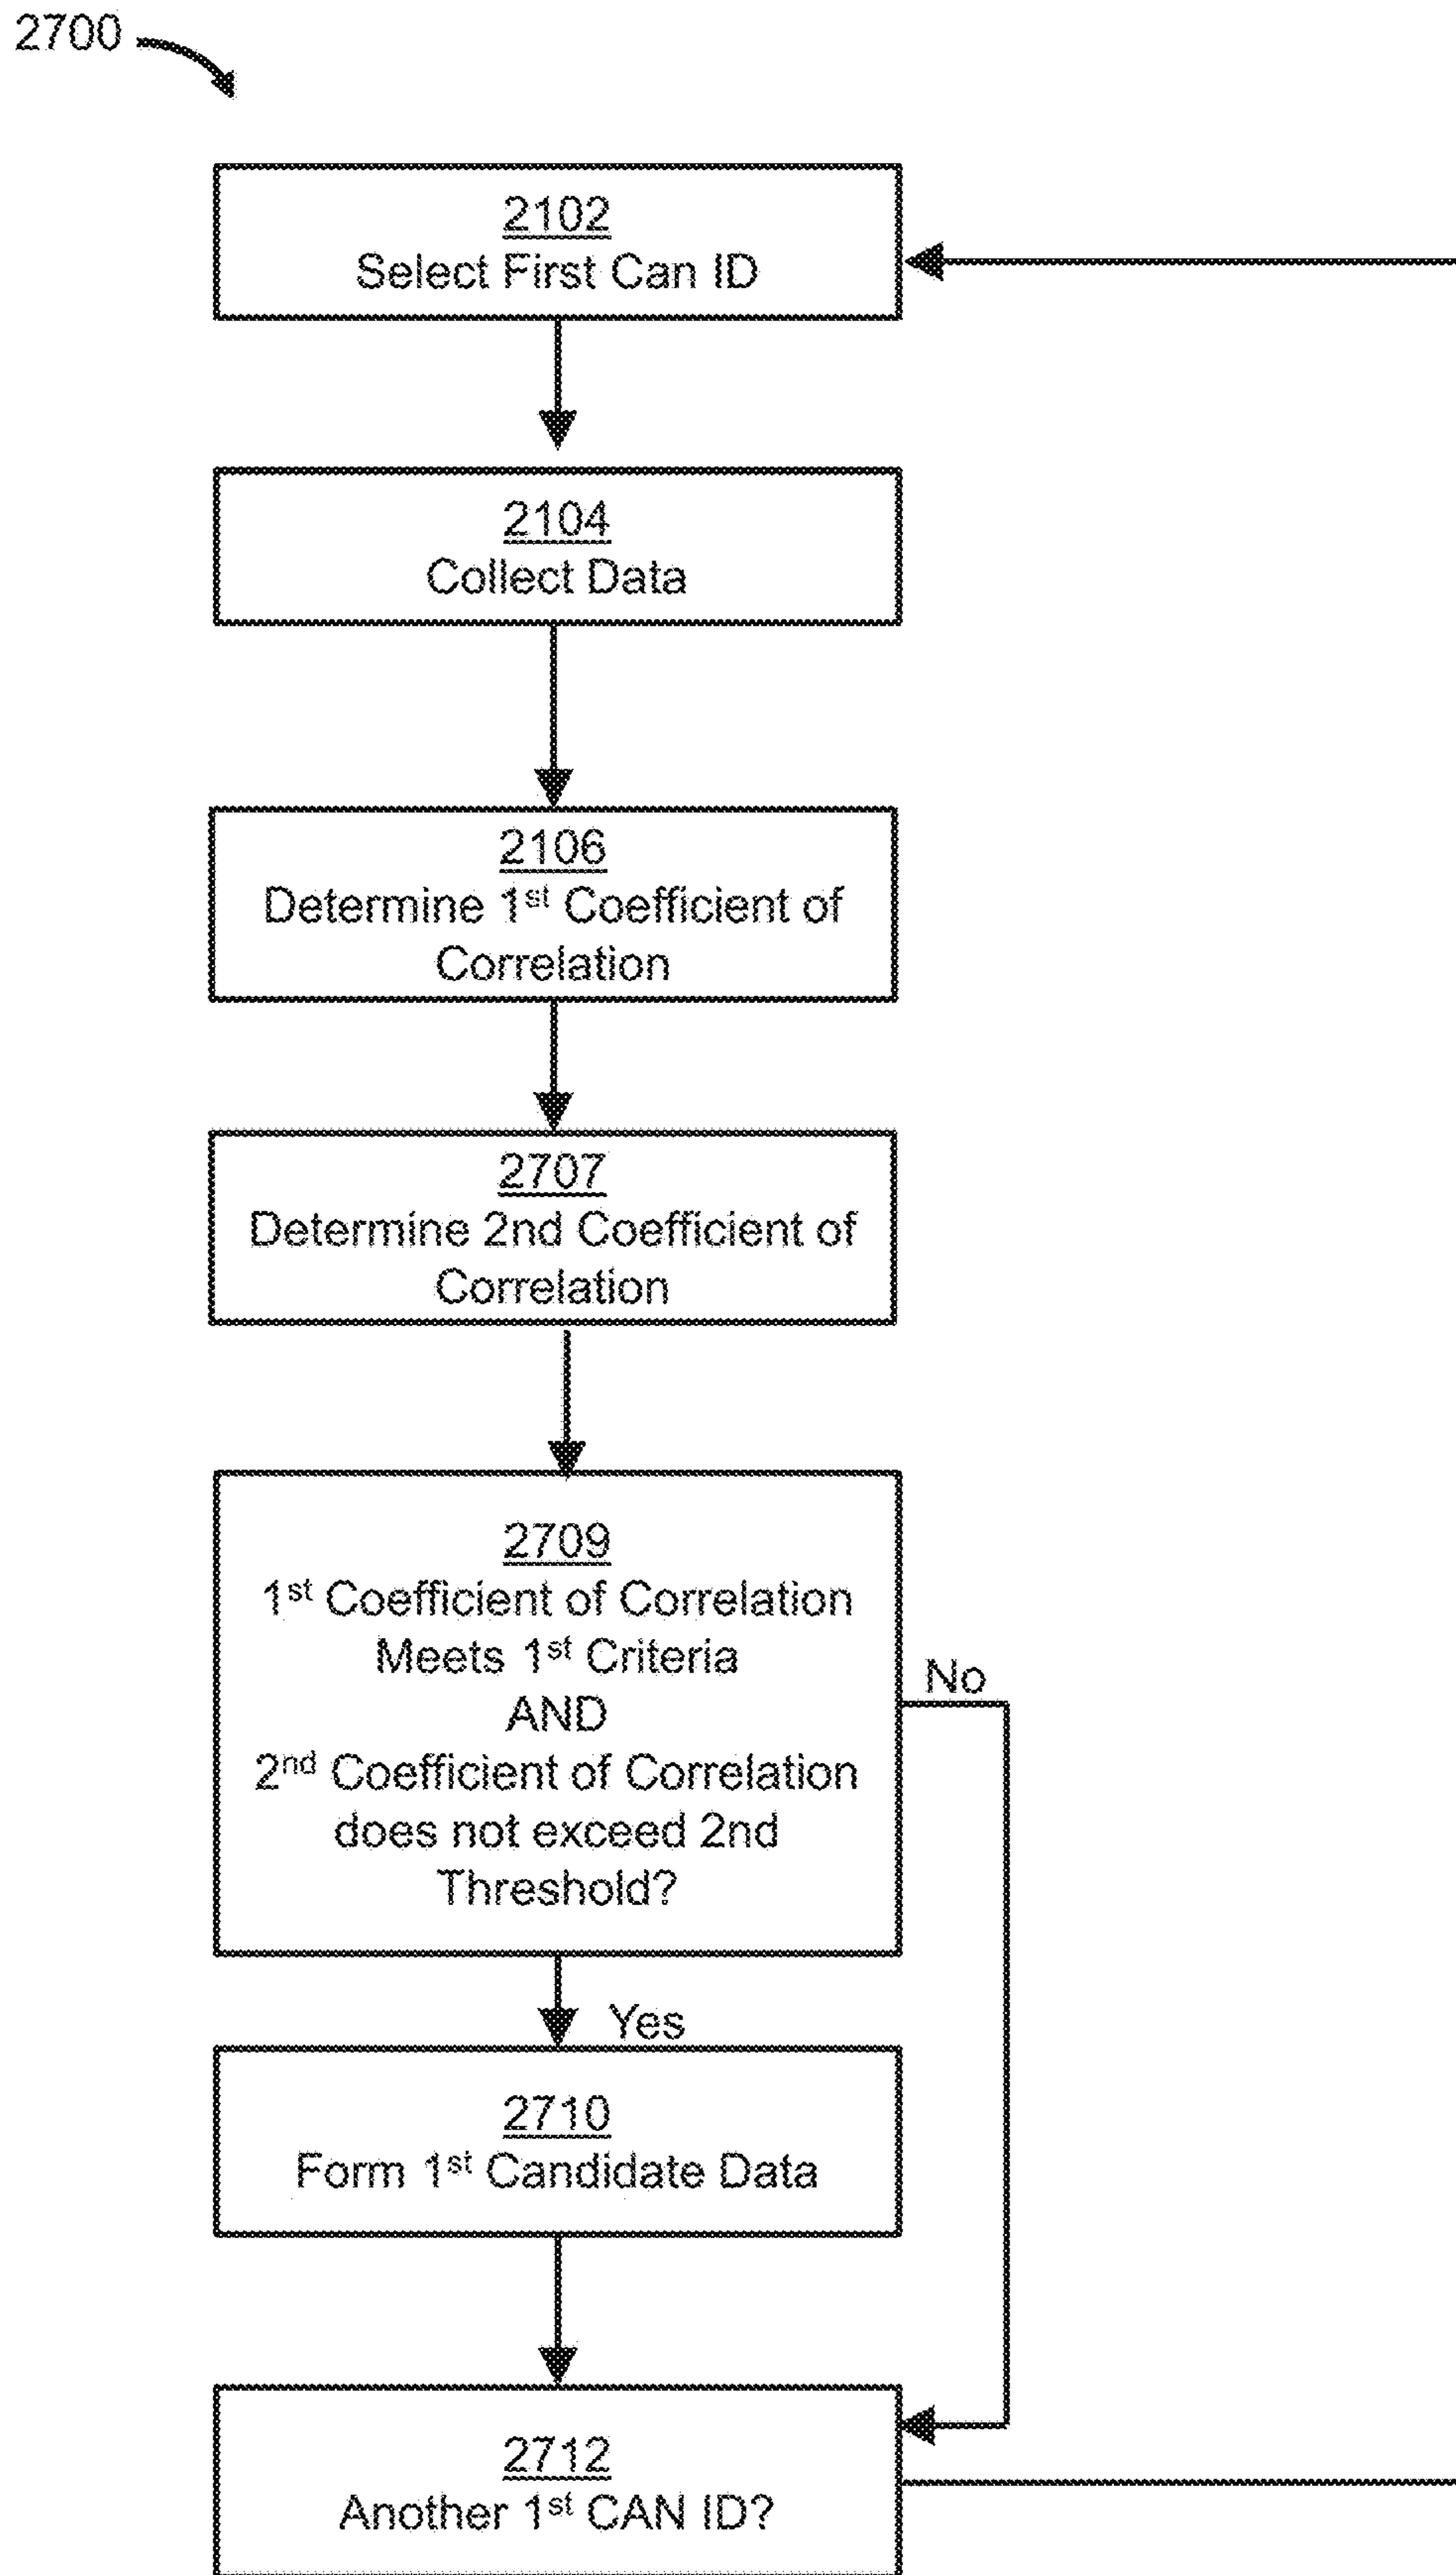 2700
2102
Select First Can ID
2104
Collect Data
2106
Determine 1st Coefficient of
Correlation
2707
Determine 2nd Coefficient of
Correlation
2709
1st Coefficient of Correlation
Meets 1st Criteria
AND
2nd Coefficient of Correlation
does not exceed 2nd
Threshold?
No
Yes
2710
Form 1st Candidate Data
2712
Another 1st CAN ID?